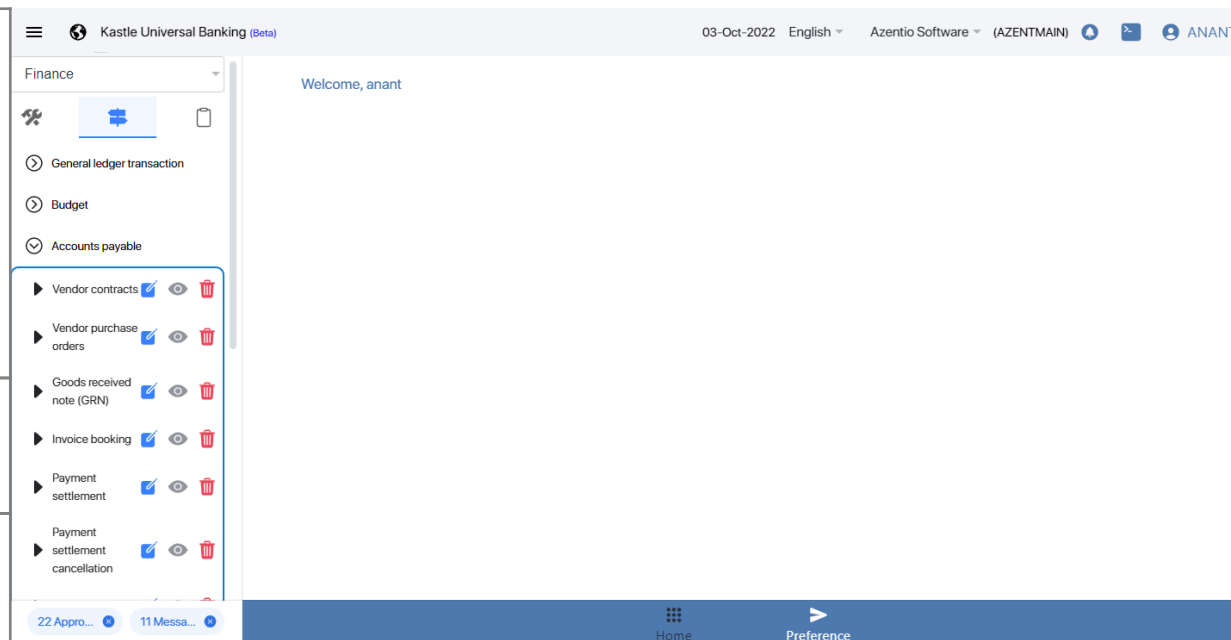 Kastle Universal Banking (Beta)
03-Oct-2022 English Azentio Software (AZENTMAIN) ANANT
Finance
Welcome, anant
General ledger transaction
Budget
Accounts payable
Vendor contracts
Vendor purchase
orders
Goods received
note (GRN)
Invoice booking
Payment
settlement
Payment
settlement
cancellation
22 Appro...
11 Messa...
Home
Preference